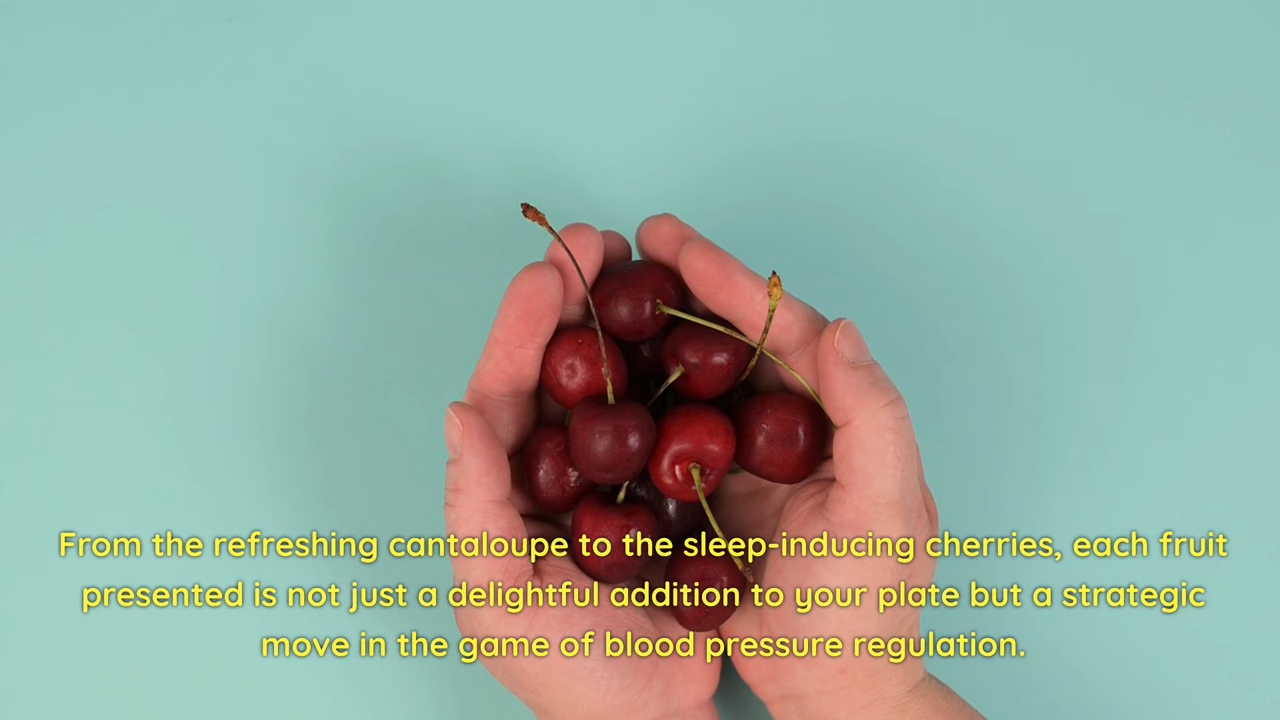 From the refreshing cantaloupe to the sleep-inducing cherries, each fruit
presented is not just a delightful addition to your plate but a strategic
move in the game of blood pressure regulation.